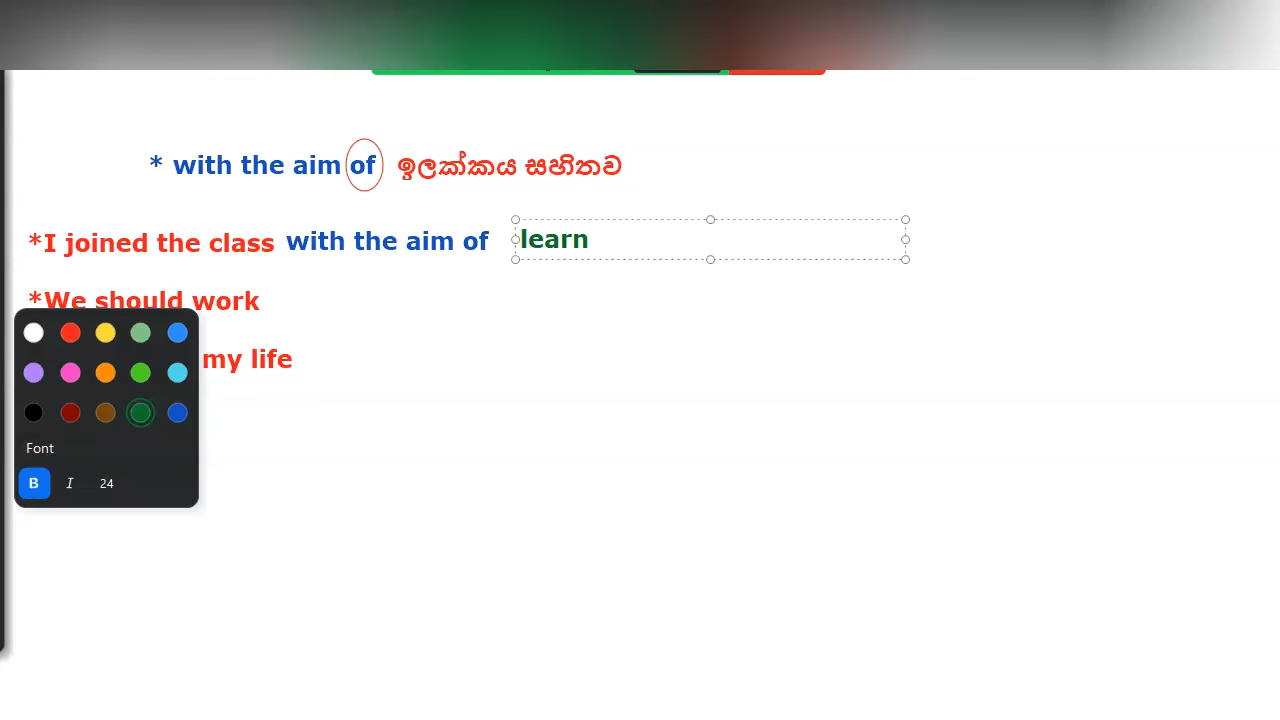 * with the aim of ඉලක්කය සහිතව
*I joined the class with the aim of learn
*We should work
my life
Font
B I 24